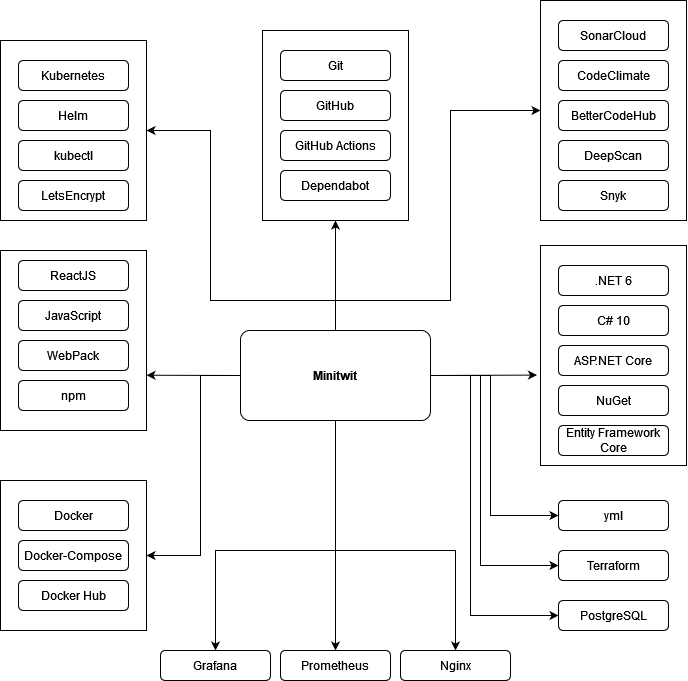 Kubernetes
Helm
kubectl
LetsEncrypt
Git
GitHub
GitHub Actions
Dependabot
SonarCloud
CodeClimate
BetterCodeHub
DeepScan
Snyk
ReactJS
JavaScript
WebPack
npm
Minitwit
.NET 6
C# 10
ASP.NET Core
NuGet
Entity Framework
Core
Docker
Docker-Compose
Docker Hub
yml
Terraform
PostgreSQL
Grafana
Prometheus
Nginx